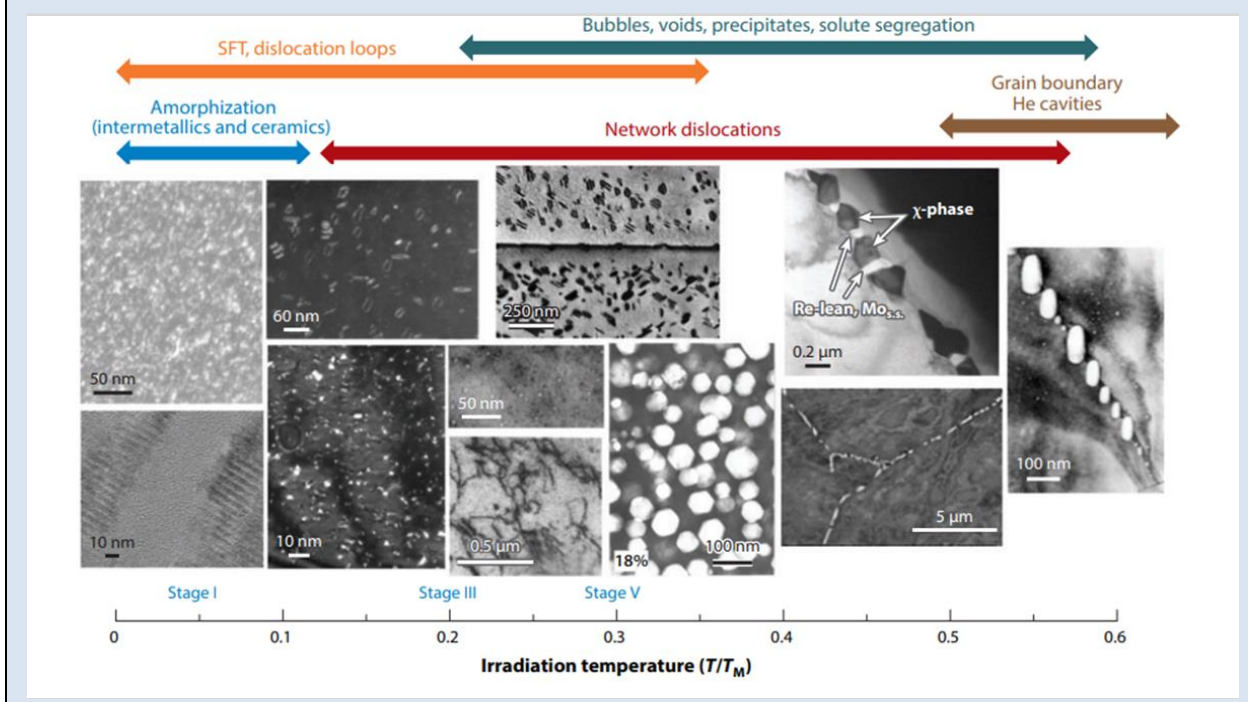 Bubbles, voids, precipitates, solute segregation
SFT, dislocation loops
Grain boundary
He cavities
Amorphization
(intermetallics and ceramics)
Network dislocations
χ-phase
Re-lean, Mos.s.
60 nm
250 nm
0.2 µm
50 nm
50 nm
100 nm
10 nm
10 nm
0.5 µm
18%
100 nm
5 µm
Stage I
Stage III
Stage V
0
0.1
0.2
0.3
0.4
0.5
0.6
Irradiation temperature (T/TM)